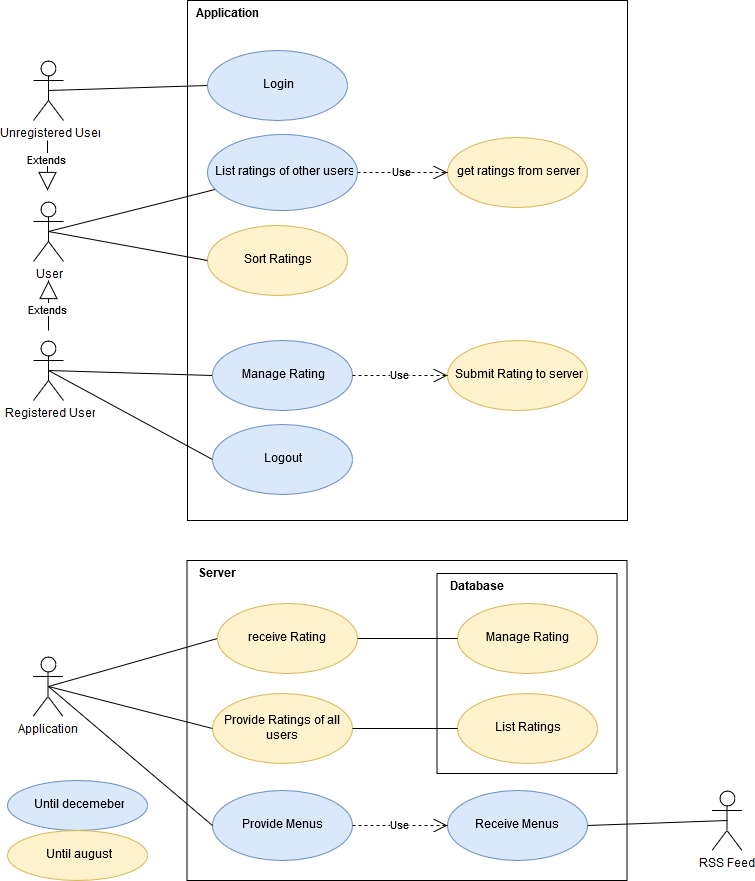 Application
Login
Unregistered User
Extends
List ratings of other users
Use
get ratings from server
User
Sort Ratings
Extends
Registered User
Manage Rating
Use
Submit Rating to server
Logout
Server
Database
receive Rating
Manage Rating
Application
Provide Ratings of all
users
List Ratings
Until decemeber
Provide Menus
Use
Receive Menus
Until august
RSS Feed